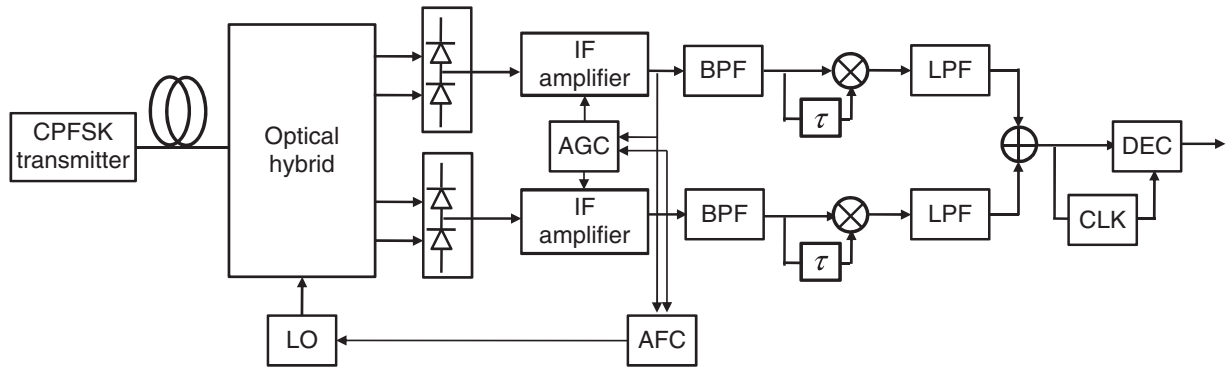 CPFSK
transmitter
Optical
hybrid
IF
amplifier
BPF
τ
LPF
AGC
IF
amplifier
BPF
τ
LPF
DEC
CLK
LO
AFC